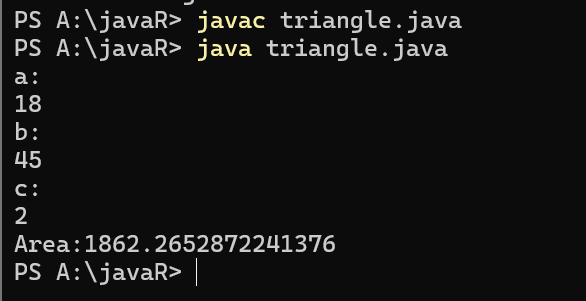 PS A:\javaR> javac triangle.java
PS A:\javaR> java triangle.java
a:
18
b:
45
c:
2
Area:1862.2652872241376
PS A:\javaR>